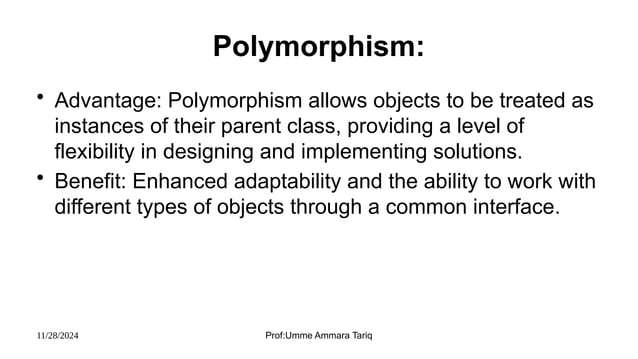 Polymorphism:
• Advantage: Polymorphism allows objects to be treated as
instances of their parent class, providing a level of
flexibility in designing and implementing solutions.
• Benefit: Enhanced adaptability and the ability to work with
different types of objects through a common interface.
11/28/2024
Prof:Umme Ammara Tariq